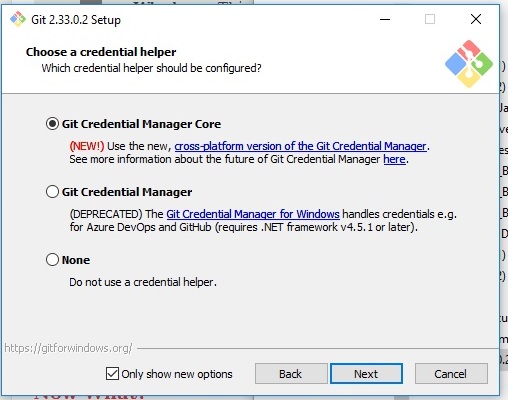 Git 2.33.0.2 Setup
Choose a credential helper
Which credential helper should be configured?
Git Credential Manager Core
(NEW!) Use the new, cross-platform version of the Git Credential Manager.
See more information about the future of Git Credential Manager here.
Git Credential Manager
(DEPRECATED) The Git Credential Manager for Windows handles credentials e.g.
for Azure DevOps and GitHub (requires .NET framework v4.5.1 or later).
None
Do not use a credential helper.
https://gitforwindows.org/
Only show new options
Back
Next
Cancel